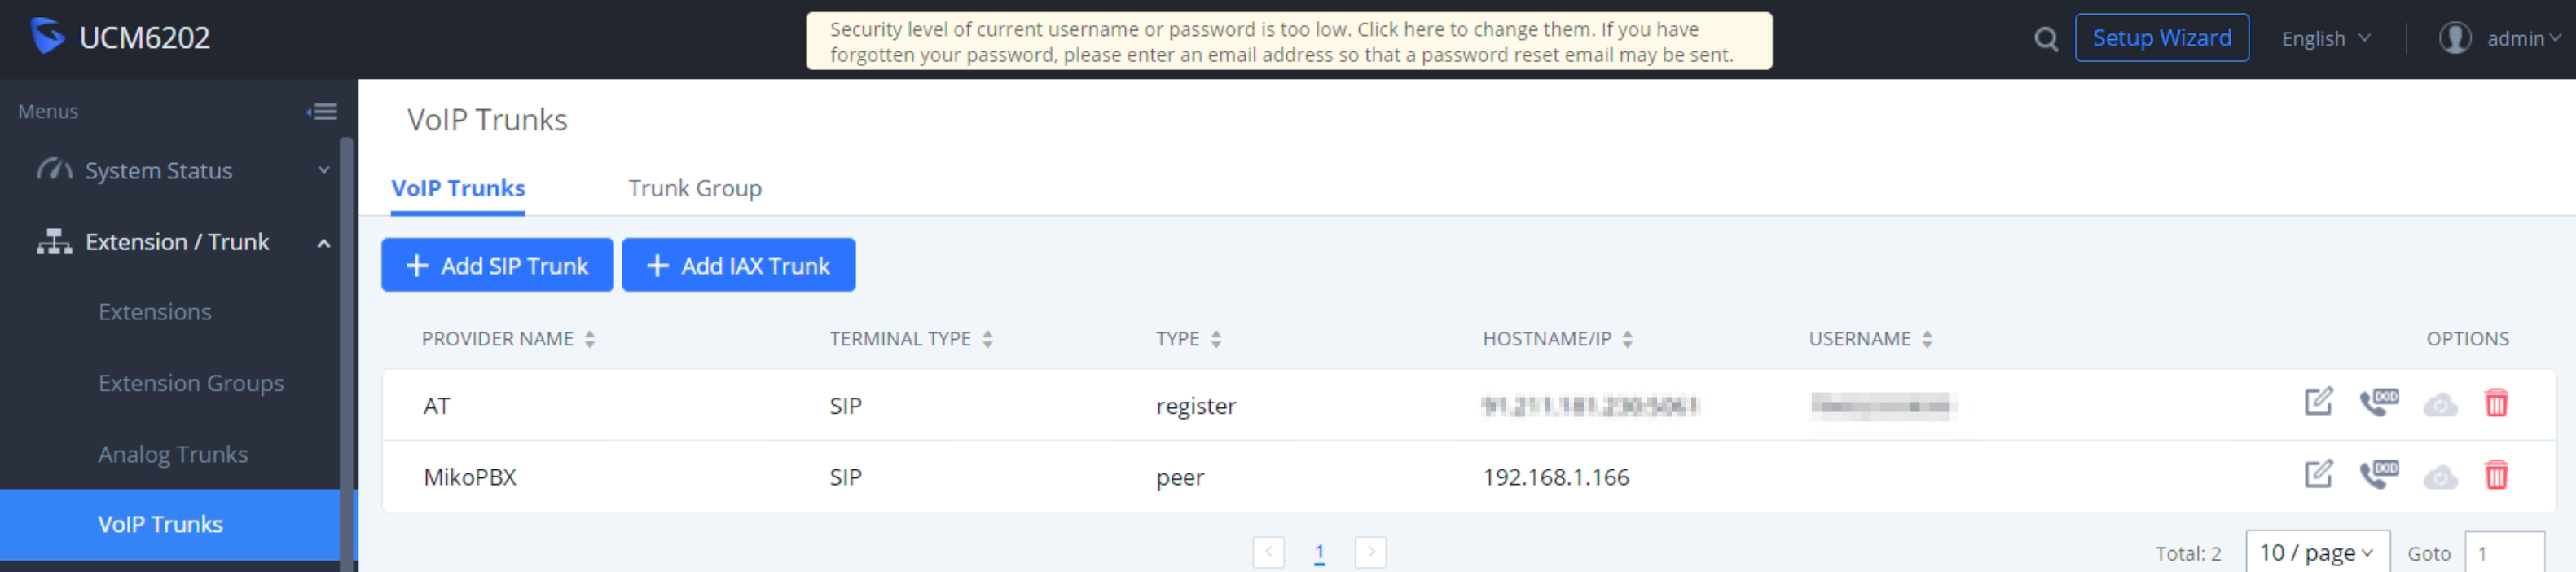 UCM6202
Security level of current username or password is too low. Click here to change them. If you have
forgotten your password, please enter an email address so that a password reset email may be sent.
Setup Wizard
English
admin
Menus
System Status
Extension / Trunk
Extensions
Extension Groups
Analog Trunks
VoIP Trunks
VoIP Trunks
VoIP Trunks Trunk Group
+ Add SIP Trunk + Add IAX Trunk
PROVIDER NAME TERMINAL TYPE TYPE HOSTNAME/IP USERNAME OPTIONS
AT SIP register DOD
MikoPBX SIP peer 192.168.1.166 DOD
< 1 > Total: 2 10 / page Goto 1